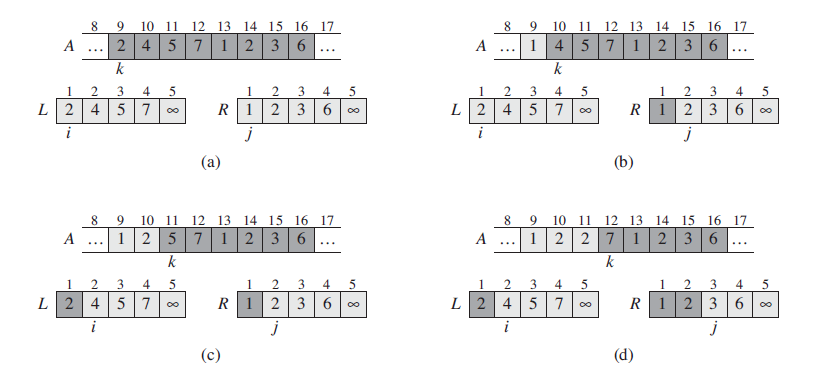 8 9 10 11 12 13 14 15 16 17
A ... 2 4 5 7 1 2 3 6 ...
k
1 2 3 4 5
L 2 4 5 7 ∞
i
1 2 3 4 5
R 1 2 3 6 ∞
j
(a)
8 9 10 11 12 13 14 15 16 17
A ... 1 4 5 7 1 2 3 6 ...
k
1 2 3 4 5
L 2 4 5 7 ∞
i
1 2 3 4 5
R 1 2 3 6 ∞
j
(b)
8 9 10 11 12 13 14 15 16 17
A ... 1 2 5 7 1 2 3 6 ...
k
1 2 3 4 5
L 2 4 5 7 ∞
i
1 2 3 4 5
R 1 2 3 6 ∞
j
(c)
8 9 10 11 12 13 14 15 16 17
A ... 1 2 2 7 1 2 3 6 ...
k
1 2 3 4 5
L 2 4 5 7 ∞
i
1 2 3 4 5
R 1 2 3 6 ∞
j
(d)